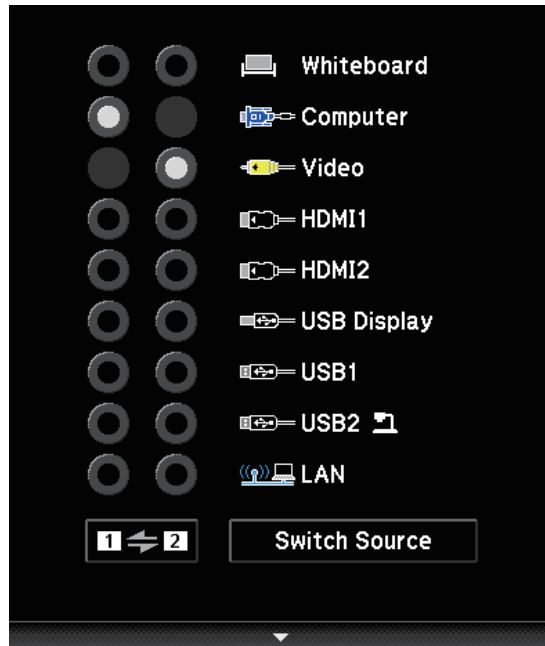 Whiteboard
Computer
Video
HDMI1
HDMI2
USB Display
USB1
USB2
LAN
1 2 Switch Source